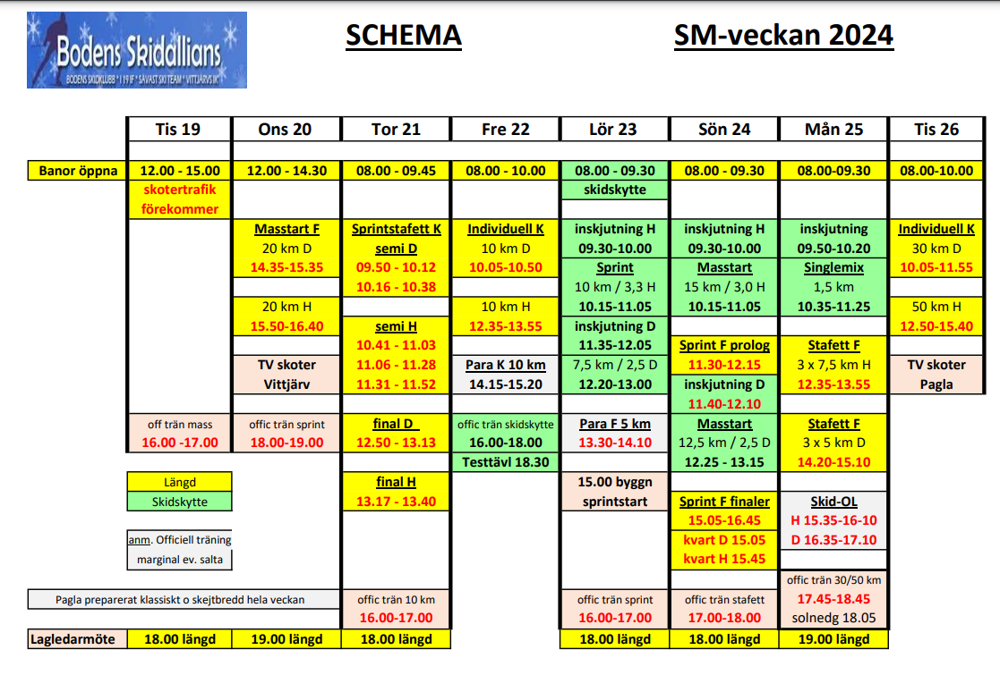 Bodens Skidallians
BODENS SKIDKLUBB * I 19 IF * SÄVAST SKI TEAM * VITTJÄRVS IK
SCHEMA
SM-veckan 2024
Tis 19 Ons 20 Tor 21 Fre 22 Lör 23 Sön 24 Mån 25 Tis 26
Banor öppna 12.00 - 15.00 12.00 - 14.30 08.00 - 09.45 08.00 - 10.00 08.00 - 09.30 08.00 - 09.30 08.00-09.30 08.00-10.00
skotertrafik skidskytte
förekommer
Masstart F Sprintstafett K Individuell K inskjutning H inskjutning H inskjutning Individuell K
20 km D semi D 10 km D 09.30-10.00 09.30-10.00 09.50-10.20 30 km D
14.35-15.35 09.50 - 10.12 10.05-10.50 Sprint Masstart Singlemix 10.05-11.55
10.16 - 10.38 10 km / 3,3 H 15 km / 3,0 H 1,5 km
20 km H 10 km H 10.15-11.05 10.15-11.05 10.35-11.25 50 km H
15.50-16.40 semi H 12.35-13.55 inskjutning D 12.50-15.40
10.41 - 11.03 11.35-12.05 Sprint F prolog Stafett F
TV skoter 11.06 - 11.28 Para K 10 km 7,5 km / 2,5 D 11.30-12.15 3 x 7,5 km H TV skoter
Vittjärv 11.31 - 11.52 14.15-15.20 12.20-13.00 inskjutning D 12.35-13.55 Pagla
11.40-12.10
off trän mass offic trän sprint final D offic trän skidskytte Para F 5 km Masstart Stafett F
16.00 -17.00 18.00-19.00 12.50 - 13.13 16.00-18.00 13.30-14.10 12,5 km / 2,5 D 3 x 5 km D
Testtävl 18.30 12.25 - 13.15 14.20-15.10
Längd final H 15.00 byggn
Skidskytte 13.17 - 13.40 sprintstart Sprint F finaler Skid-OL
15.05-16.45 H 15.35-16-10
anm. Officiell träning kvart D 15.05 D 16.35-17.10
marginal ev. salta kvart H 15.45
offic trän 30/50 km
Pagla preparerat klassiskt o skejtbredd hela veckan offic trän 10 km offic trän sprint offic trän stafett 17.45-18.45
16.00-17.00 16.00-17.00 17.00-18.00 solnedg 18.05
Lagledarmöte 18.00 längd 19.00 längd 18.00 längd 18.00 längd 18.00 längd 19.00 längd